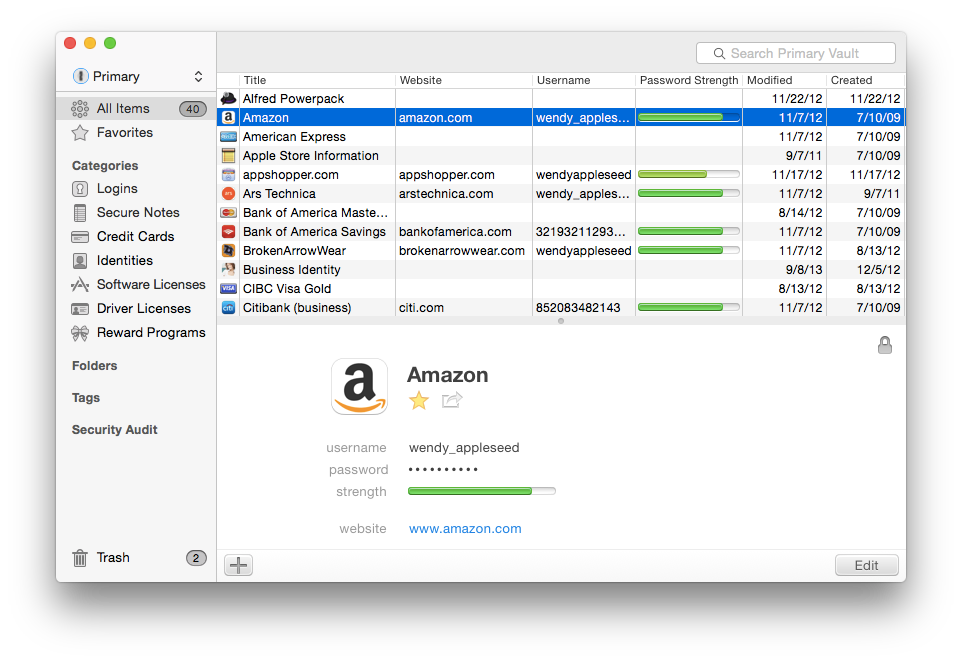 Search Primary Vault
Primary
All Items 40
Favorites
Categories
Logins
Secure Notes
Credit Cards
Identities
Software Licenses
Driver Licenses
Reward Programs
Folders
Tags
Security Audit
Trash 2
Title Website Username Password Strength Modified Created
Alfred Powerpack 11/22/12 11/22/12
a Amazon amazon.com wendy_apples... 11/7/12 7/10/09
American Express 11/7/12 7/10/09
Apple Store Information 9/7/11 7/10/09
appshopper.com appshopper.com wendyappleseed 11/17/12 11/17/12
ars Ars Technica arstechnica.com wendy_apples... 11/7/12 9/7/11
Bank of America Maste... 8/14/12 7/10/09
Bank of America Savings bankofamerica.com 32193211293... 11/7/12 7/10/09
BrokenArrowWear brokenarrowwear.com wendyappleseed 11/7/12 8/13/12
Business Identity 9/8/13 12/5/12
VISA CIBC Visa Gold 8/13/12 8/13/12
citi Citibank (business) citi.com 852083482143 11/7/12 7/10/09
a
Amazon
username wendy_appleseed
password ••••••••••
strength
website www.amazon.com
Edit